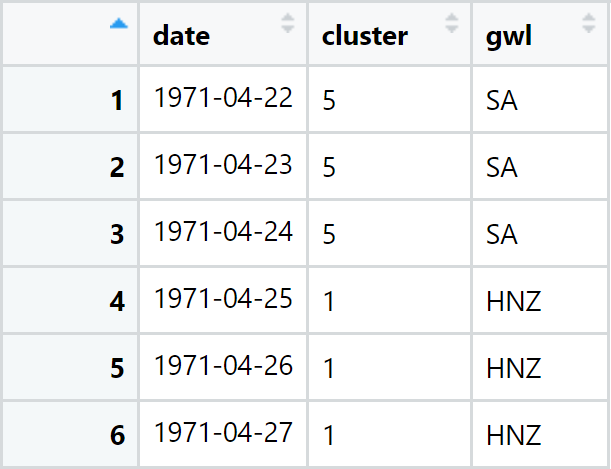 date cluster gwl
1 1971-04-22 5 SA
2 1971-04-23 5 SA
3 1971-04-24 5 SA
4 1971-04-25 1 HNZ
5 1971-04-26 1 HNZ
6 1971-04-27 1 HNZ